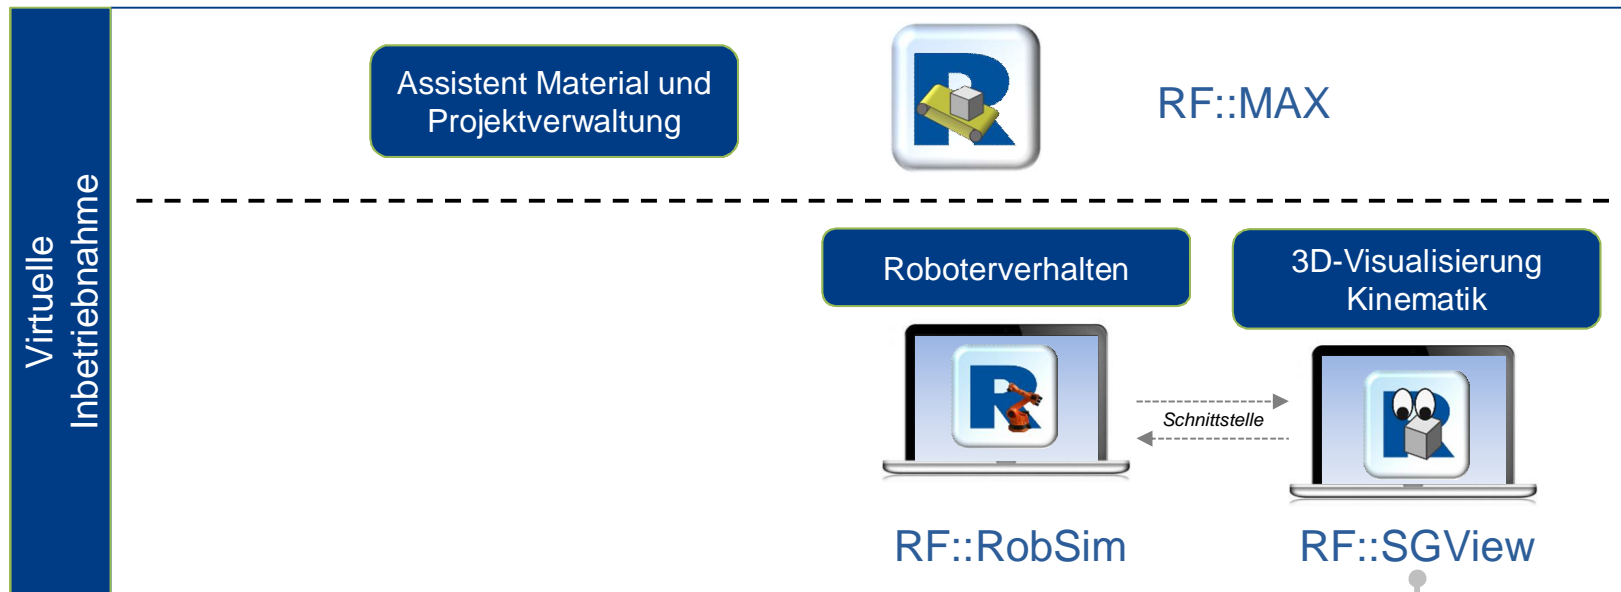 Virtuelle
Inbetriebnahme
Assistent Material und
Projektverwaltung
R
RF::MAX
Roboterverhalten
3D-Visualisierung
Kinematik
R
Schnittstelle
R
RF::RobSim
RF::SGView